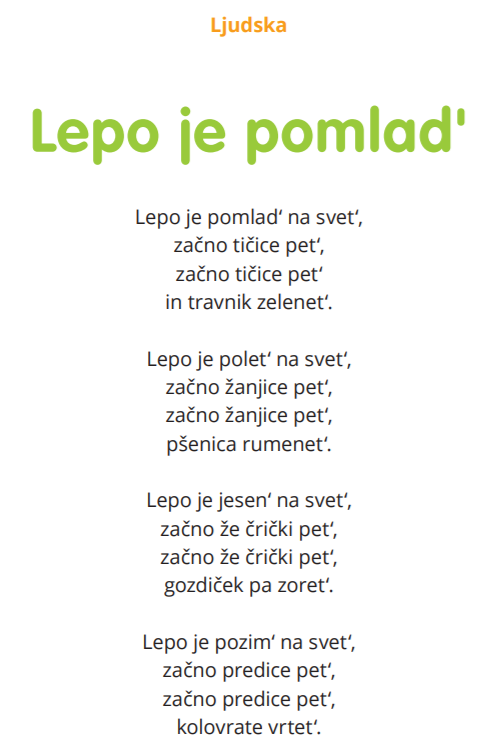 Ljudska
Lepo je pomlad'
Lepo je pomlad‘ na svet‘,
začno tičice pet‘,
začno tičice pet‘
in travnik zelenet‘.
Lepo je polet‘ na svet‘,
začno žanjice pet‘,
začno žanjice pet‘,
pšenica rumenet‘.
Lepo je jesen‘ na svet‘,
začno že črički pet‘,
začno že črički pet‘,
gozdiček pa zoret‘.
Lepo je pozim‘ na svet‘,
začno predice pet‘,
začno predice pet‘,
kolovrate vrtet‘.